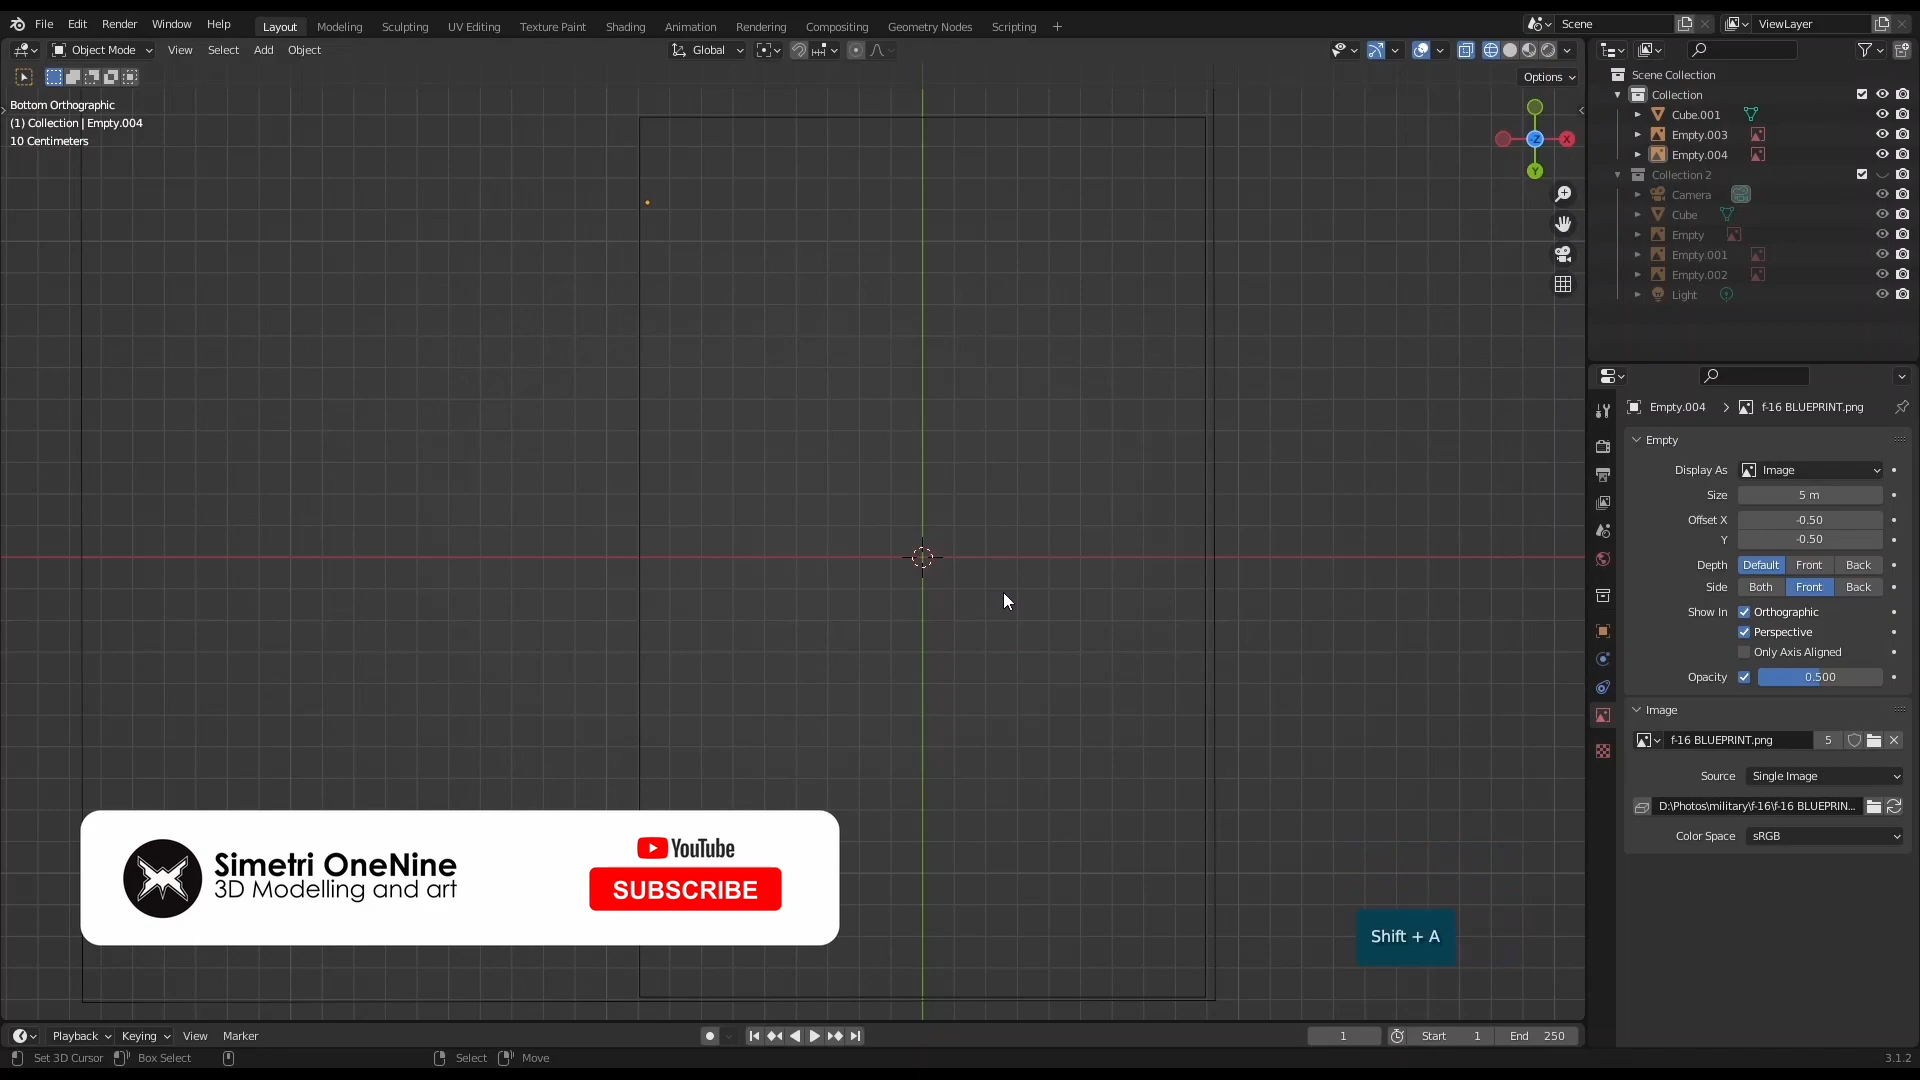 File Edit Render Window Help Layout Modeling Sculpting UV Editing Texture Paint Shading Animation Rendering Compositing Geometry Nodes Scripting + Scene ViewLayer
Object Mode View Select Add Object Global
Options
Bottom Orthographic
(1) Collection | Empty.004
10 Centimeters
X
Y
-Z
Scene Collection
Collection
Cube.001
Empty.003
Empty.004
Collection 2
Camera
Cube
Empty
Empty.001
Empty.002
Light
Empty.004 > f-16 BLUEPRINT.png
Empty
Display As Image
Size 5 m
Offset X -0.50
Y -0.50
Depth Default Front Back
Side Both Front Back
Show In Orthographic
Perspective
Only Axis Aligned
Opacity 0.500
Image
f-16 BLUEPRINT.png 5
Source Single Image
D:\Photos\military\f-16\f-16 BLUEPRIN...
Color Space sRGB
Simetri OneNine
3D Modelling and art
YouTube
SUBSCRIBE
Shift + A
Playback Keying View Marker 1 Start 1 End 250
Set 3D Cursor Box Select Select Move 3.1.2